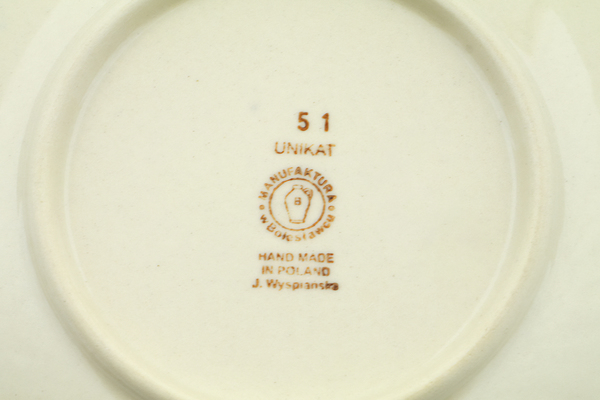 51
UNIKAT
MANUFAKTURA
w Bolesławcu
B
HAND MADE
IN POLAND
J. Wyspianska